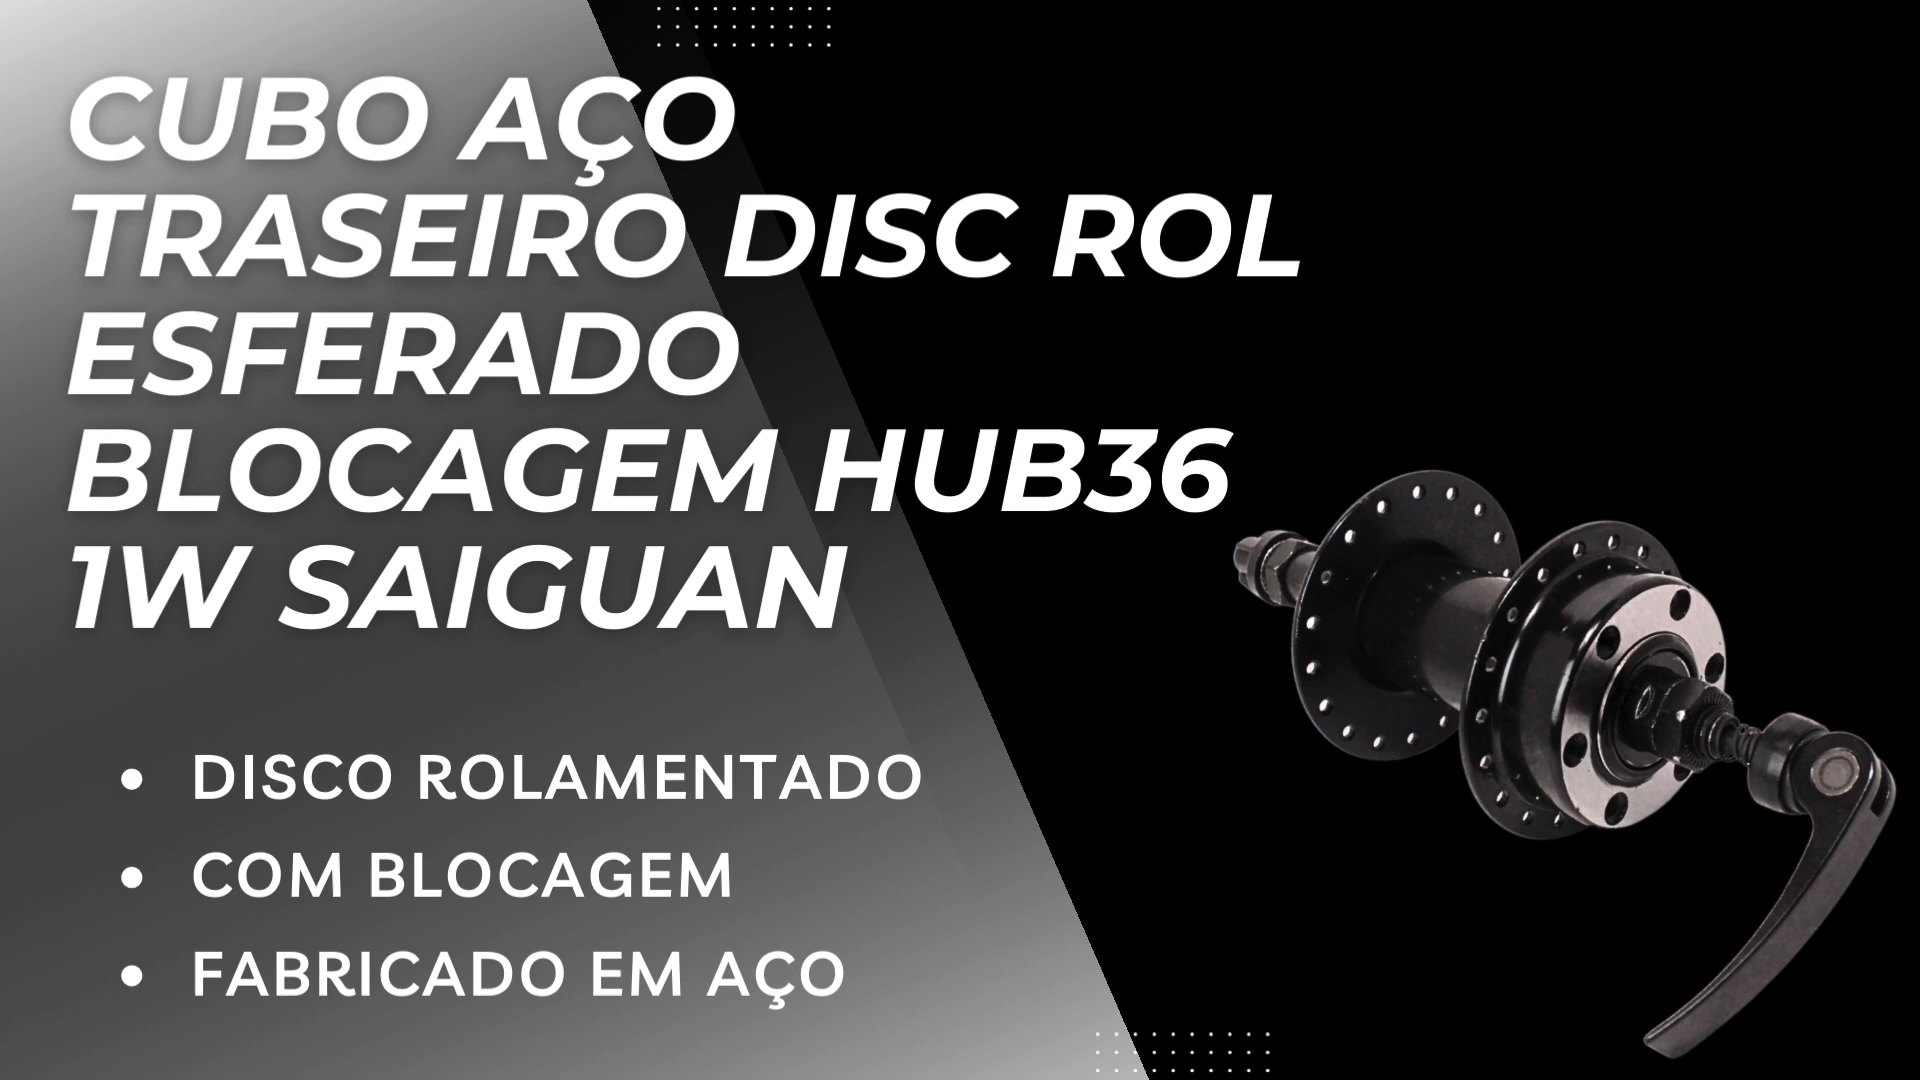 CUBO AÇO
TRASEIRO DISC ROL
ESFERADO
BLOCAGEM HUB36
1W SAIGUAN
• DISCO ROLAMENTADO
• COM BLOCAGEM
• FABRICADO EM AÇO